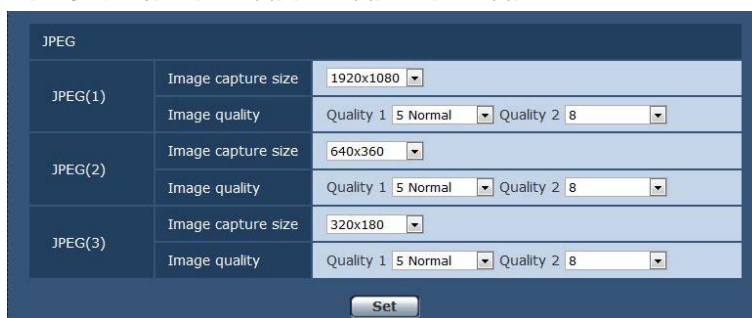 JPEG
JPEG(1)
Image capture size 1920x1080
Image quality Quality 1 5 Normal Quality 2 8
JPEG(2)
Image capture size 640x360
Image quality Quality 1 5 Normal Quality 2 8
JPEG(3)
Image capture size 320x180
Image quality Quality 1 5 Normal Quality 2 8
Set